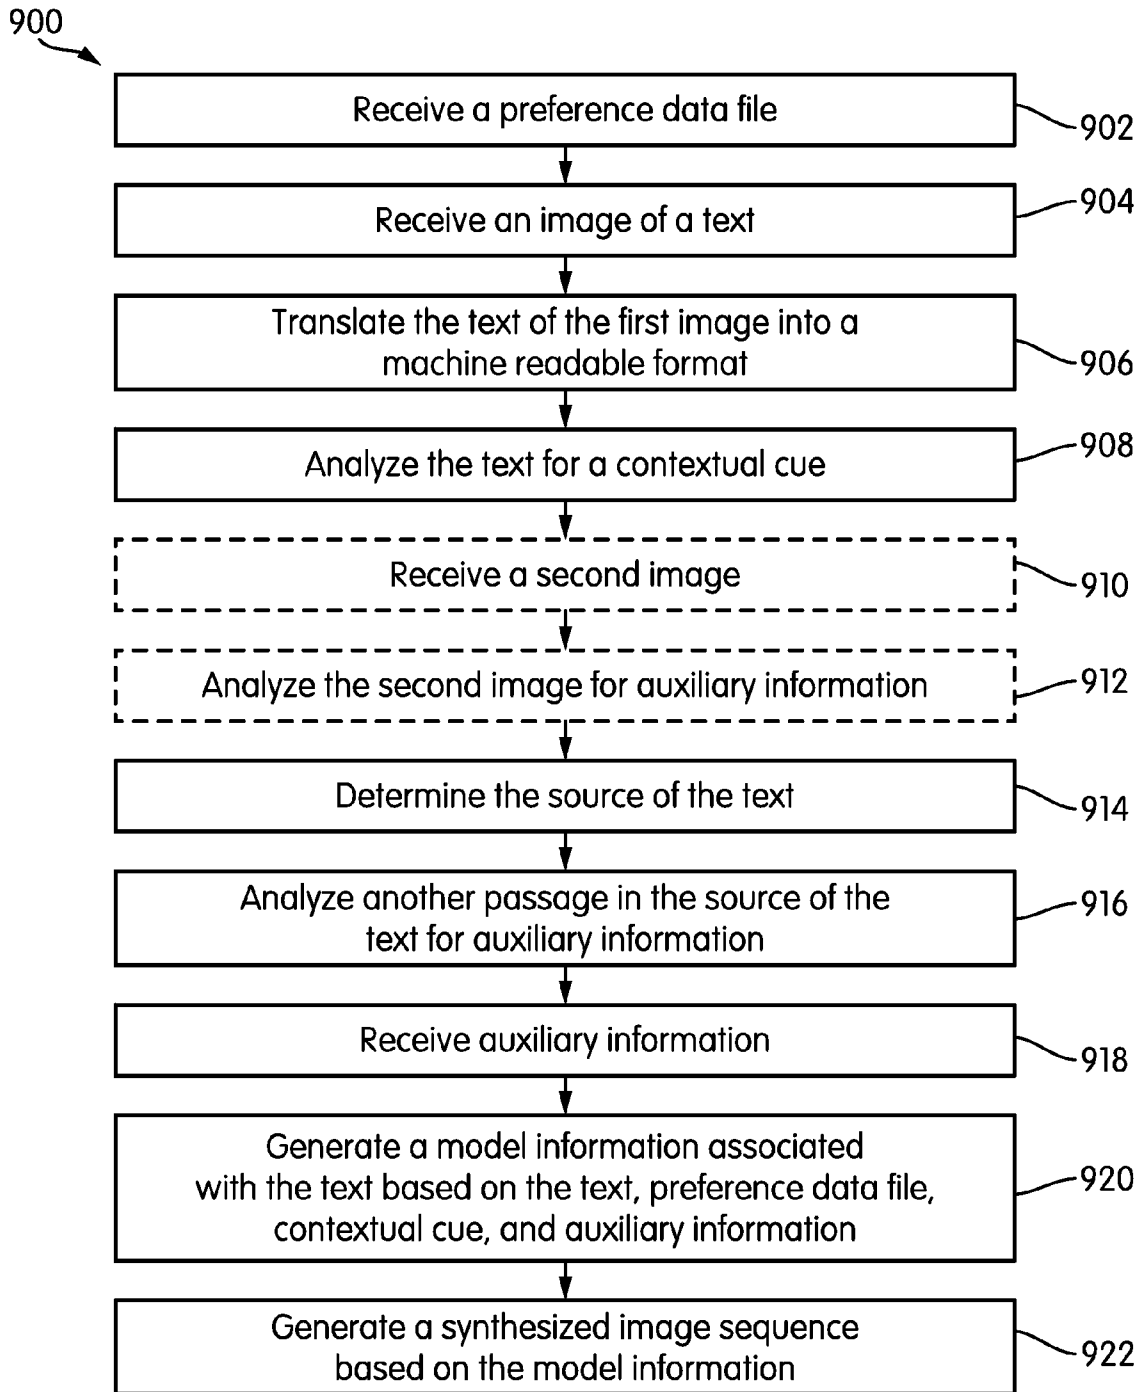 900
Receive a preference data file
902
Receive an image of a text
904
Translate the text of the first image into a
machine readable format
906
Analyze the text for a contextual cue
908
Receive a second image
910
Analyze the second image for auxiliary information
912
Determine the source of the text
914
Analyze another passage in the source of the
text for auxiliary information
916
Receive auxiliary information
918
Generate a model information associated
with the text based on the text, preference data file,
contextual cue, and auxiliary information
920
Generate a synthesized image sequence
based on the model information
922